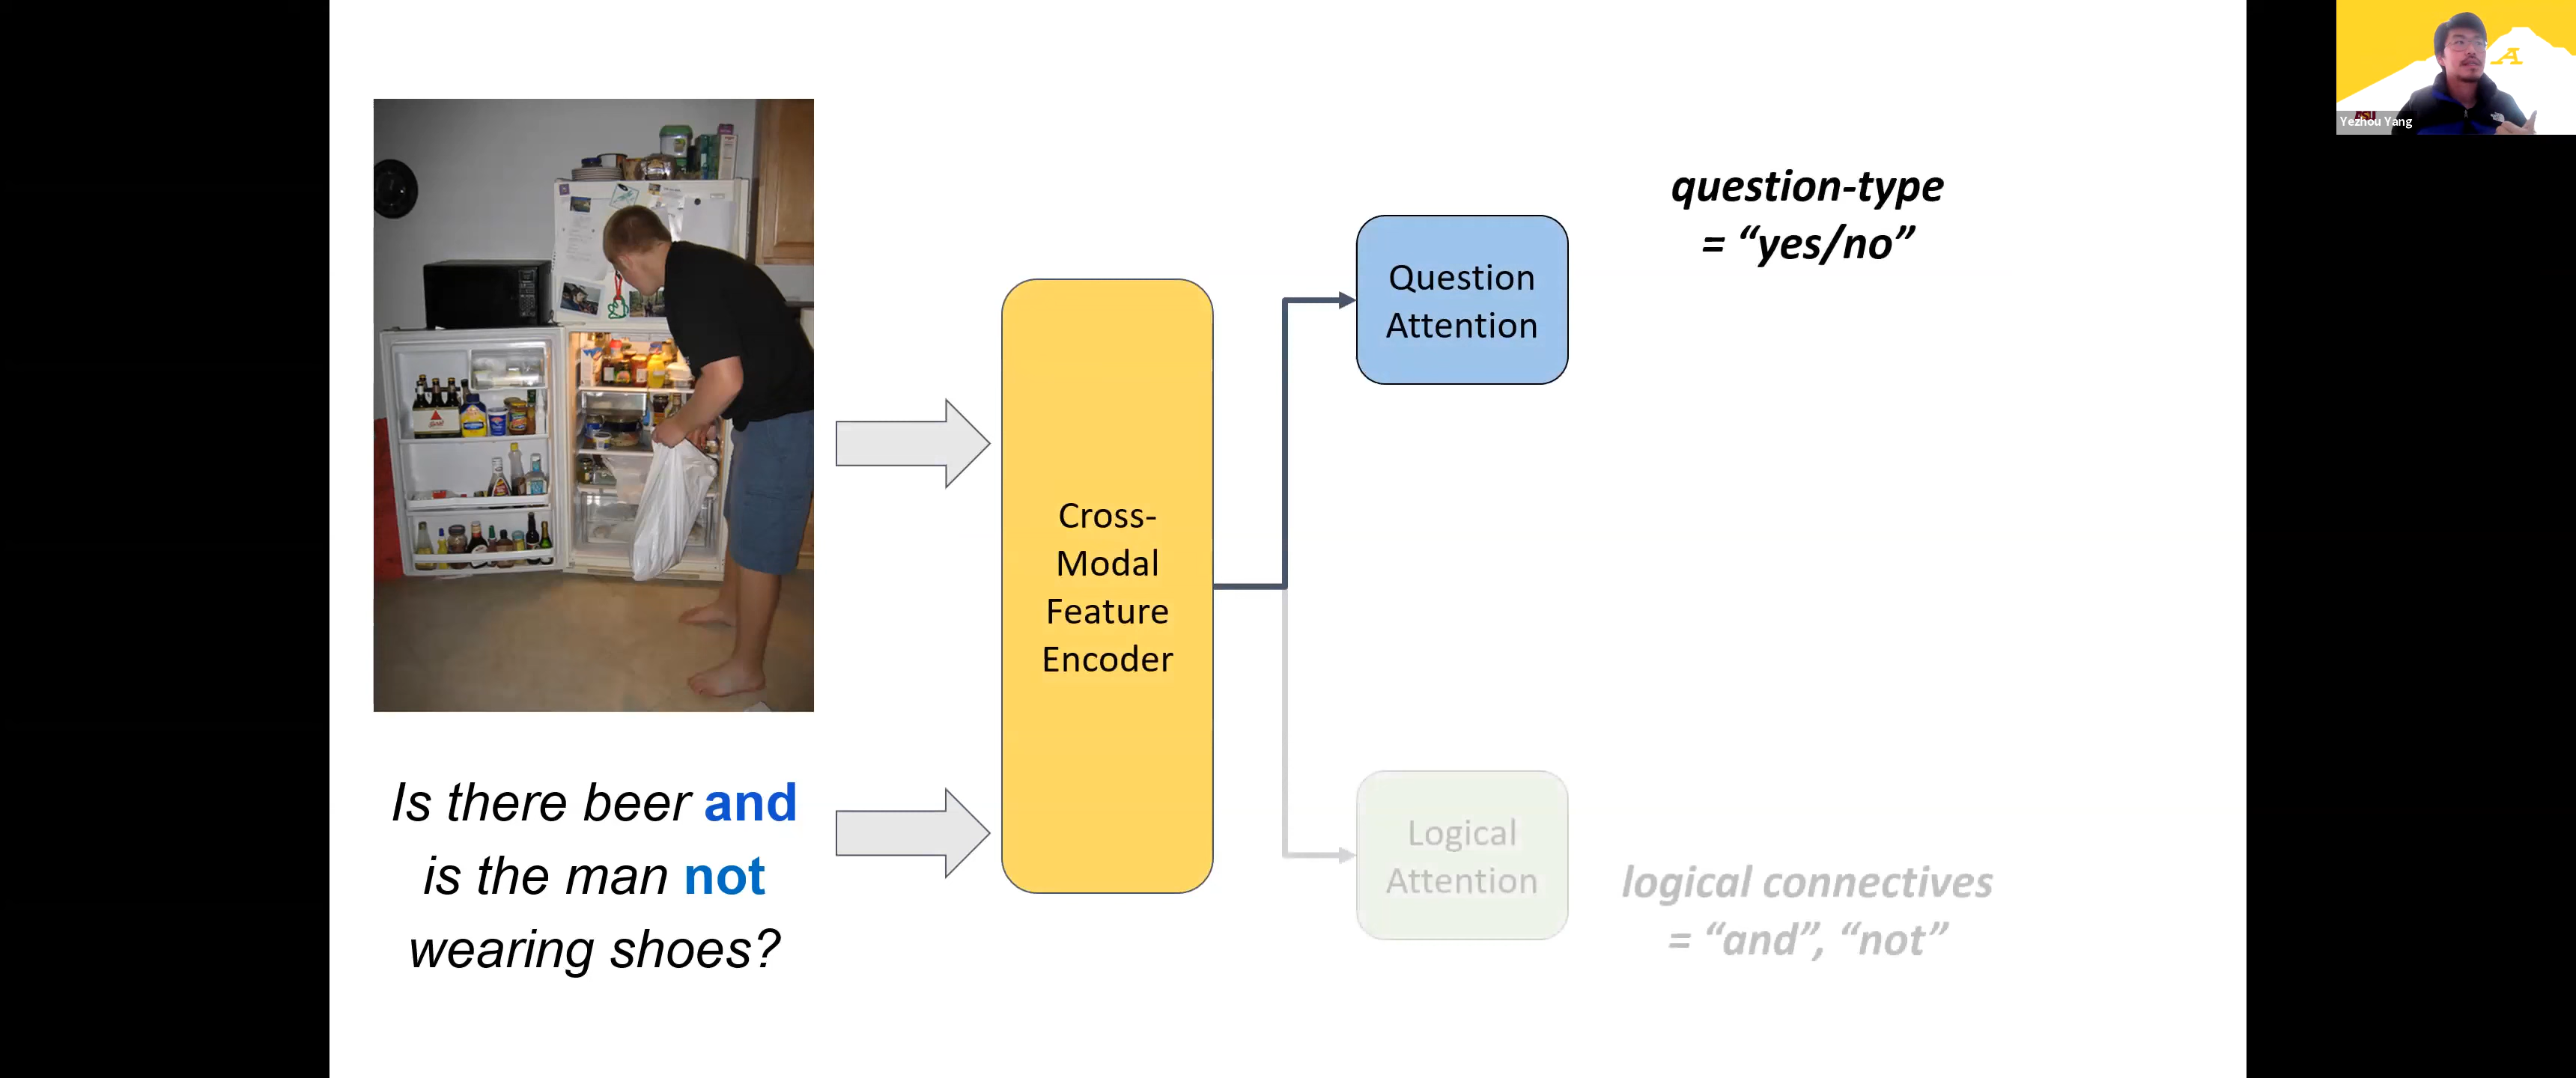 Is there beer and
is the man not
wearing shoes?
Cross-
Modal
Feature
Encoder
Question
Attention
question-type
= “yes/no”
Logical
Attention
logical connectives
= “and”, “not”
A
Yezhou Yang